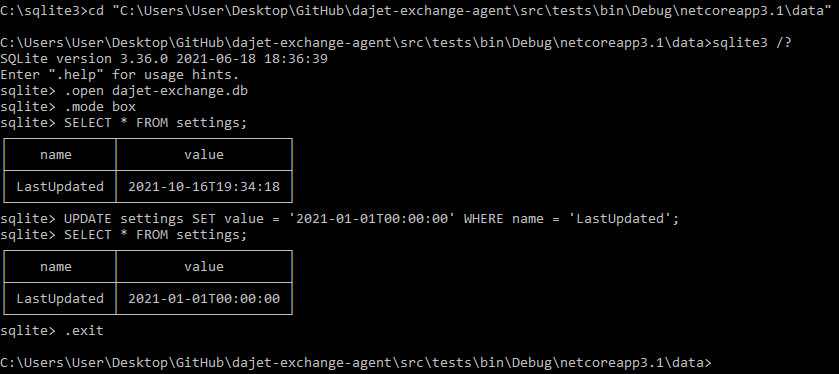 C:\sqlite3>cd "C:\Users\User\Desktop\GitHub\dajet-exchange-agent\src\tests\bin\Debug\netcoreapp3.1\data"
C:\Users\User\Desktop\GitHub\dajet-exchange-agent\src\tests\bin\Debug\netcoreapp3.1\data>sqlite3 /?
SQLite version 3.36.0 2021-06-18 18:36:39
Enter ".help" for usage hints.
sqlite> .open dajet-exchange.db
sqlite> .mode box
sqlite> SELECT * FROM settings;
name value
LastUpdated 2021-10-16T19:34:18
sqlite> UPDATE settings SET value = '2021-01-01T00:00:00' WHERE name = 'LastUpdated';
sqlite> SELECT * FROM settings;
name value
LastUpdated 2021-01-01T00:00:00
sqlite> .exit
C:\Users\User\Desktop\GitHub\dajet-exchange-agent\src\tests\bin\Debug\netcoreapp3.1\data>